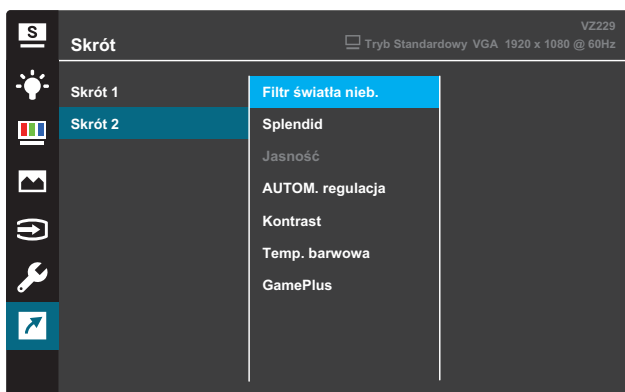 S
VZ229
Skrót
Tryb Standardowy VGA 1920 x 1080 @ 60Hz
Skrót 1
Filtr światła nieb.
Skrót 2
Splendid
Jasność
AUTOM. regulacja
Kontrast
Temp. barwowa
GamePlus